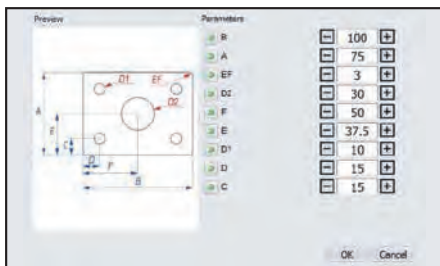 Preview
Parameters
D1
EF
D2
A
E
C
D
F
B
B 100
A 75
EF 3
D2 30
F 50
E 37.5
D1 10
D 15
C 15
OK Cancel